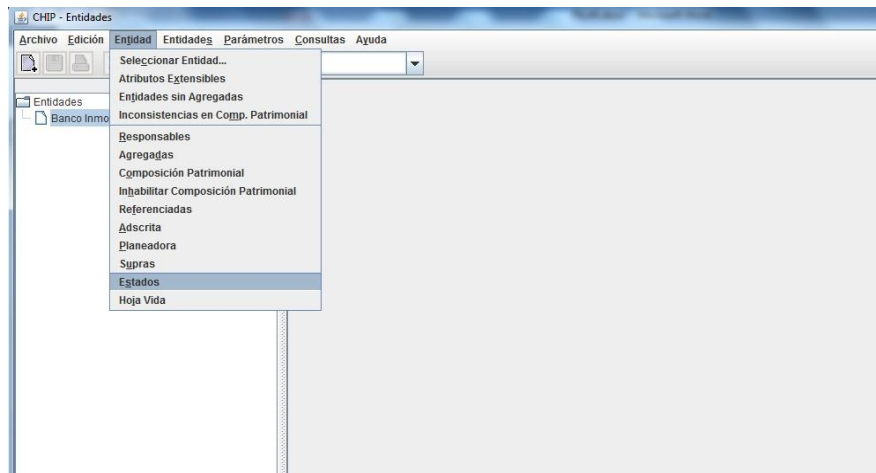 CHIP - Entidades
Archivo Edición Entidad Entidades Parámetros Consultas Ayuda
Seleccionar Entidad...
Atributos Extensibles
Entidades sin Agregadas
Inconsistencias en Comp. Patrimonial
Entidades
Banco Inmo
Responsables
Agregadas
Composición Patrimonial
Inhabilitar Composición Patrimonial
Referenciadas
Adscrita
Planeadora
Supras
Estados
Hoja Vida